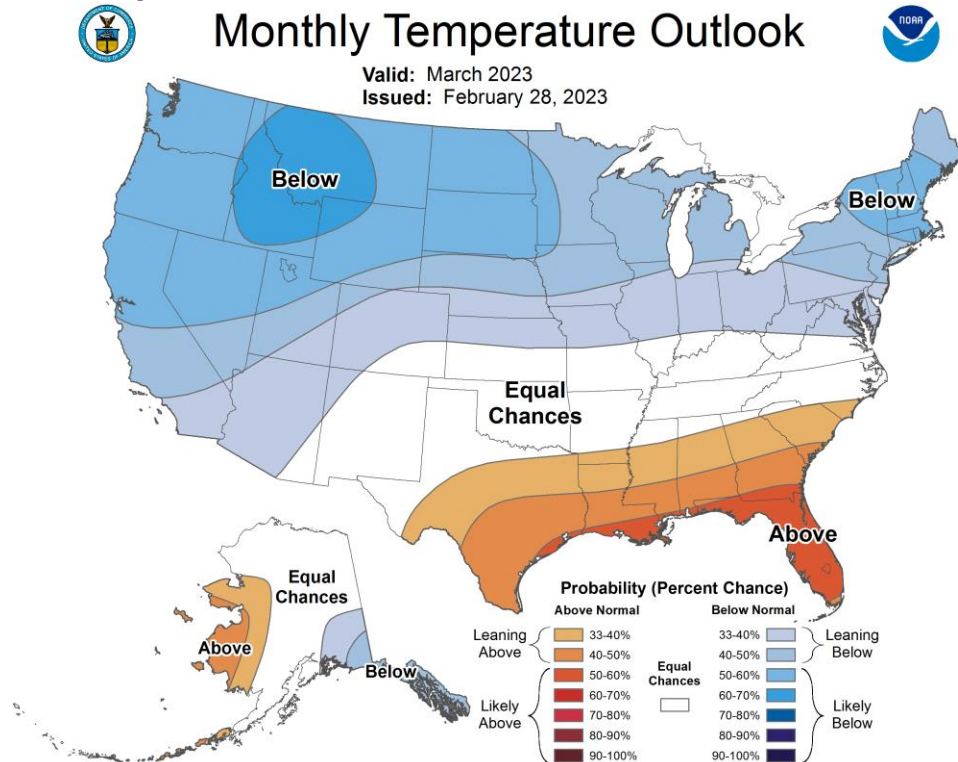 Monthly Temperature Outlook
NOAA
Valid: March 2023
Issued: February 28, 2023
Below
Below
Equal
Chances
Above
Equal
Chances
Above
Below
Probability (Percent Chance)
Above Normal
Below Normal
Leaning
Above
33-40%
40-50%
50-60%
60-70%
70-80%
80-90%
90-100%
Likely
Above
Equal
Chances
33-40%
40-50%
50-60%
60-70%
70-80%
80-90%
90-100%
Leaning
Below
Likely
Below